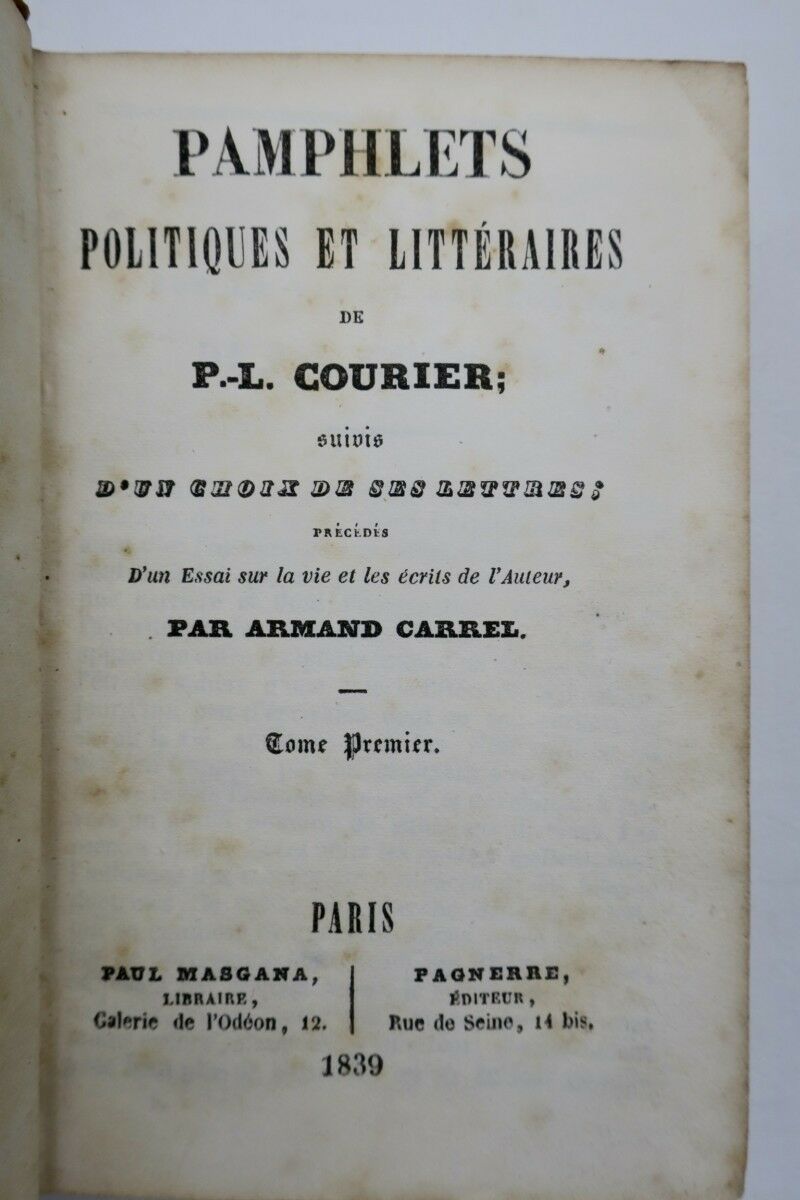 PAMPHLETS
POLITIQUES ET LITTÉRAIRES
DE
P.-L. COURIER;
suivis
D'UN CHOIX DE SES LETTRES;
PRÉCÉDÉS
D'un Essai sur la vie et les écrits de l'Auteur,
PAR ARMAND CARREL.
Tome Premier.
PARIS
PAUL MASGANA,
LIBRAIRE,
Galerie de l'Odéon, 12.
PAGNERRE,
ÉDITEUR,
Rue de Seine, 14 bis.
1839